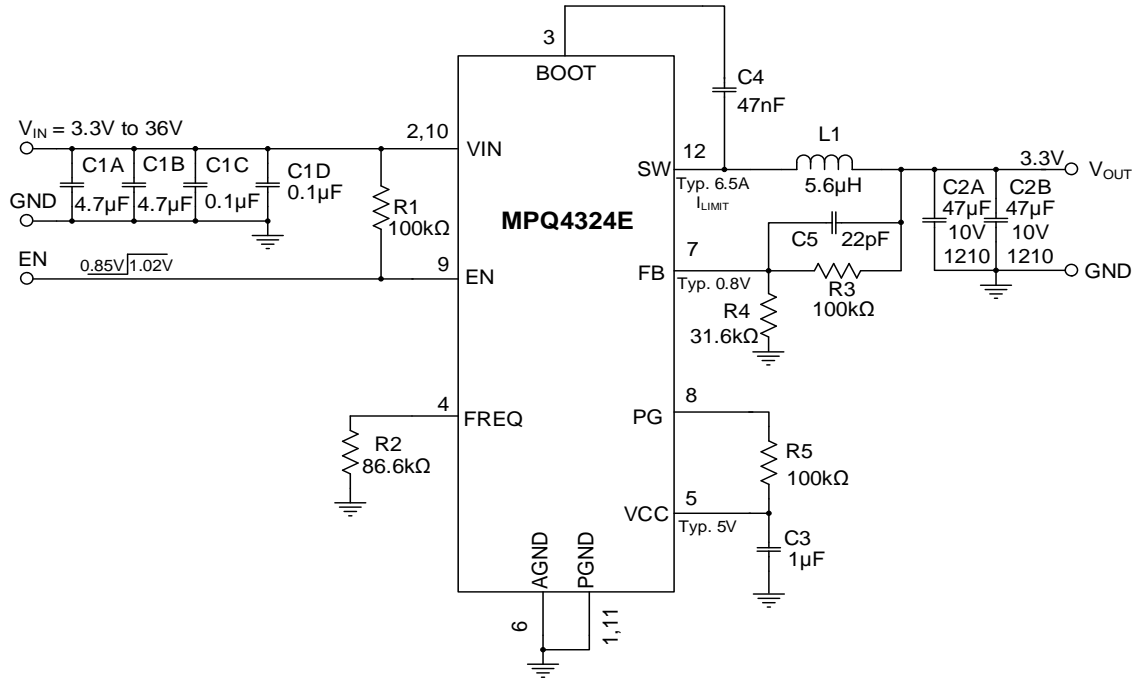 3
BOOT
C4
47nF
V_IN = 3.3V to 36V
2,10
VIN
C1A
C1B
C1C
C1D
4.7µF
4.7µF
0.1µF
0.1µF
GND
R1
100kΩ
EN
0.85V
1.02V
9
EN
MPQ4324E
12
SW
Typ. 6.5A
I_LIMIT
L1
5.6µH
3.3V
V_OUT
C2A
47µF
10V
1210
C2B
47µF
10V
1210
GND
C5
22pF
7
FB
Typ. 0.8V
R3
100kΩ
R4
31.6kΩ
4
FREQ
R2
86.6kΩ
8
PG
R5
100kΩ
5
VCC
Typ. 5V
C3
1µF
AGND
PGND
6
1,11